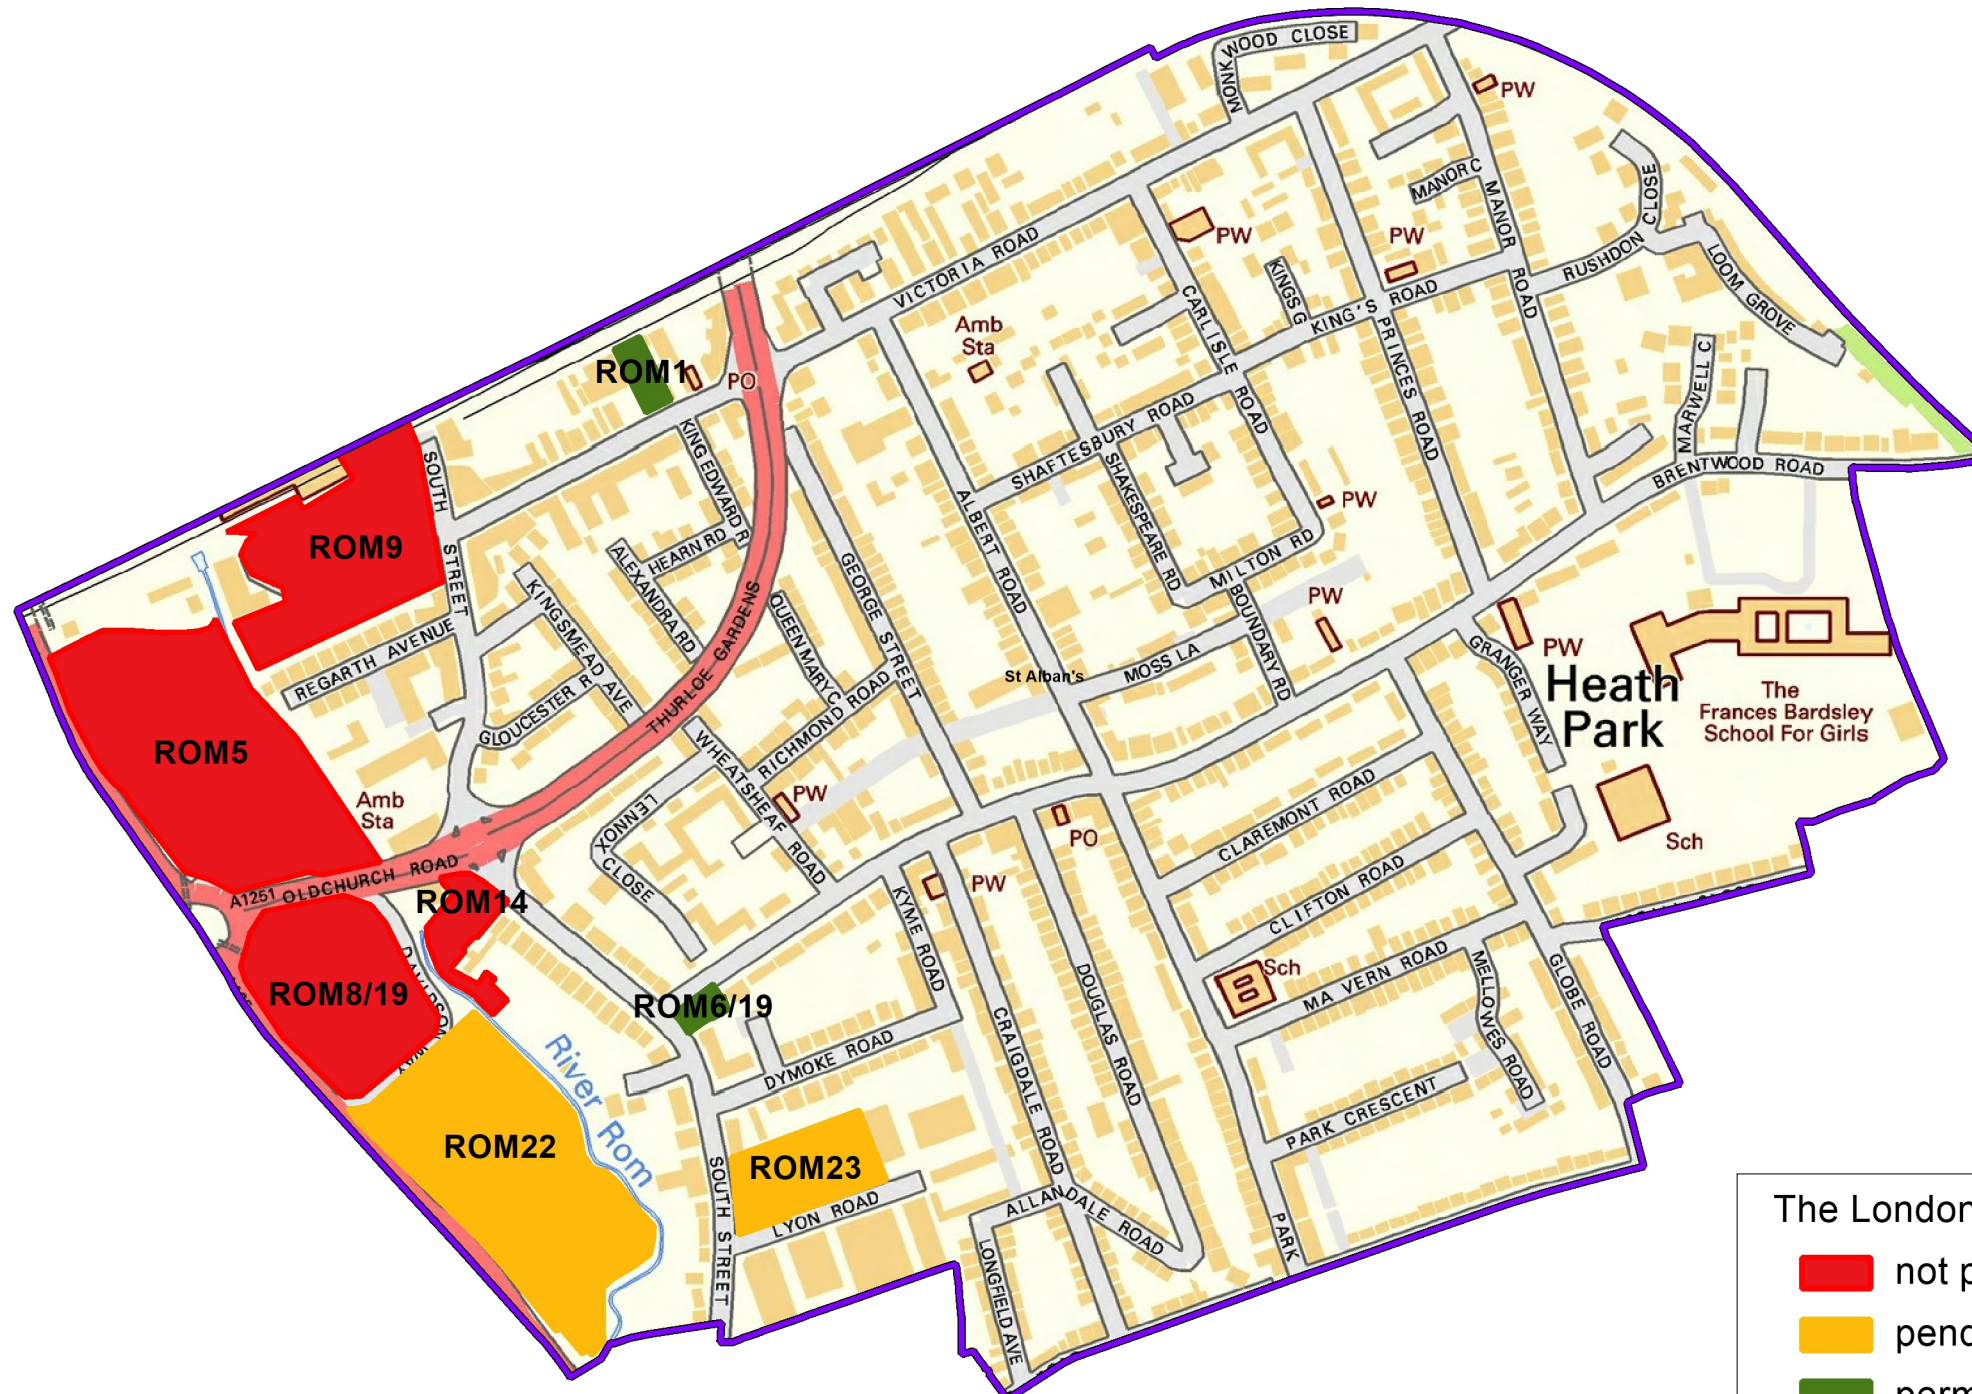 MONKWOOD CLOSE
PW
MANOR C
MANOR ROAD
CLOSE
RUSHDON
LOOM GROVE
PW
PW
VICTORIA ROAD
KINGS G
KING'S ROAD
CARLISLE ROAD
PRINCES ROAD
Amb
Sta
ROM1
PO
MARWELL C
BRENTWOOD ROAD
SHAFTESBURY ROAD
KING EDWARD R
SOUTH STREET
SHAKESPEARE RD
ALBERT ROAD
PW
ROM9
HEARN RD
ALEXANDRA RD
MILTON RD
GEORGE STREET
KINGSMEAD AVE
QUEEN MARY C
THURLOE GARDENS
BOUNDARY RD
PW
REGARTH AVENUE
GRANGER WAY
PW
St Alban's
MOSS LA
Heath
Park
The
Frances Bardsley
School For Girls
GLOUCESTER RD
RICHMOND ROAD
WHEATSHEAF ROAD
ROM5
Amb
Sta
PW
LENNOX CLOSE
CLAREMONT ROAD
PO
Sch
A1251 OLDCHURCH ROAD
ROM14
KYME ROAD
PW
CLIFTON ROAD
Sch
MA VERN ROAD
MELLOWES ROAD
GLOBE ROAD
DAVIDSON WAY
ROM8/19
ROM6/19
DOUGLAS ROAD
CRAIGDALE ROAD
DYMOKE ROAD
River Rom
PARK CRESCENT
ROM22
ROM23
SOUTH STREET
LYON ROAD
ALLANDALE ROAD
PARK
LONGFIELD AVE
The London
not p
pend
perm